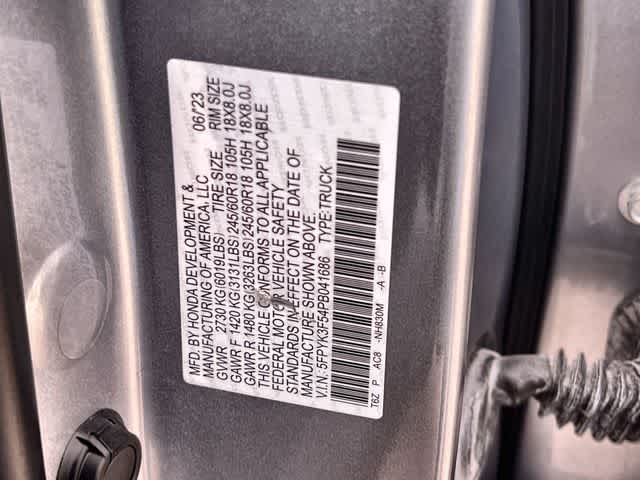 MFD. BY HONDA DEVELOPMENT &
MANUFACTURING OF AMERICA, LLC 06/23
GVWR 2730 KG(6019LBS) TIRE SIZE RIM SIZE
GAWR F 1420 KG(3131LBS) 245/60R18 105H 18X8.0J
GAWR R 1480 KG(3263LBS) 245/60R18 105H 18X8.0J
THIS VEHICLE CONFORMS TO ALL APPLICABLE
FEDERAL MOTOR VEHICLE SAFETY
STANDARDS IN EFFECT ON THE DATE OF
MANUFACTURE SHOWN ABOVE.
V.I.N.: 5FPYK3F54PB041686 TYPE:TRUCK
T6Z P AC8 -NH830M -A -B